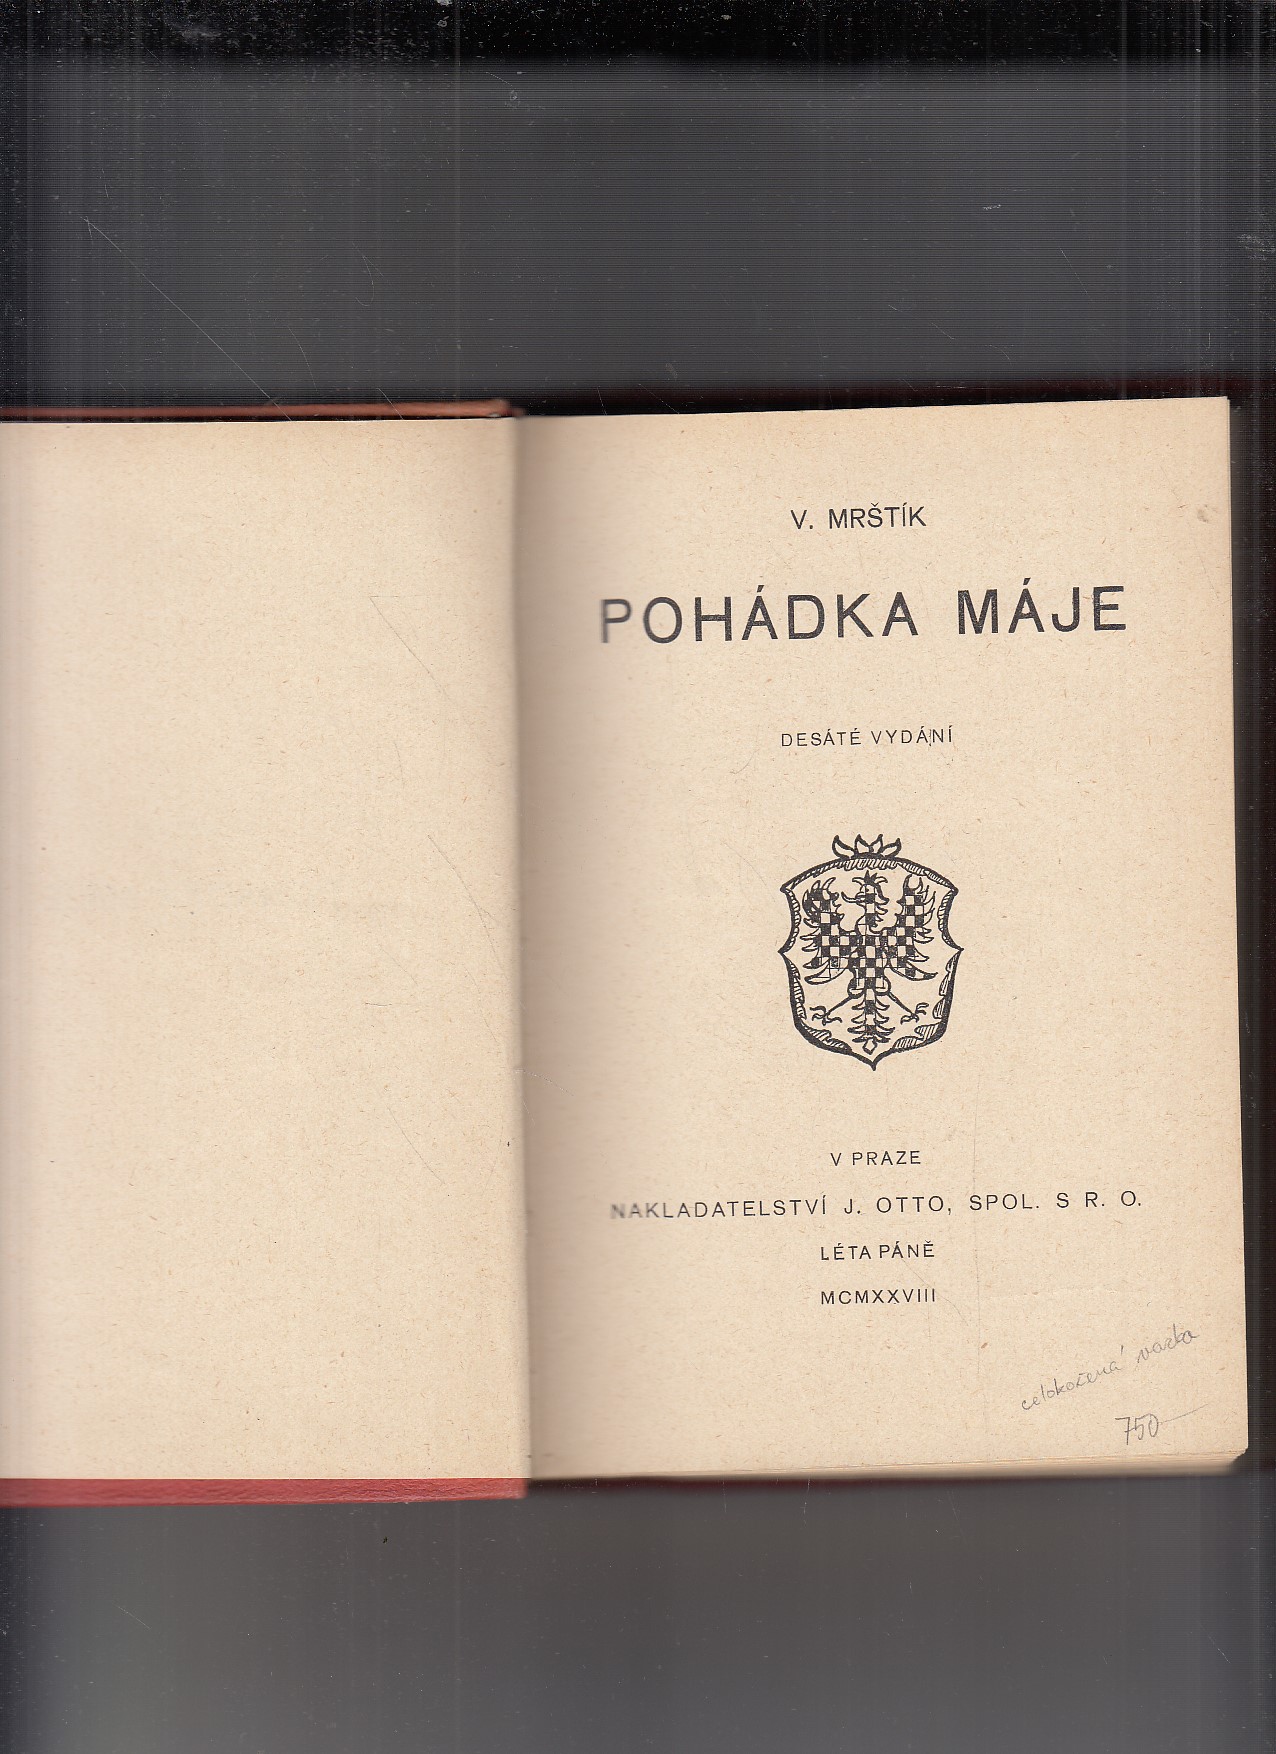 V. MRŠTÍK
POHÁDKA MÁJE
DESÁTÉ VYDÁNÍ
V PRAZE
NAKLADATELSTVÍ J. OTTO, SPOL. S R. O.
LÉTA PÁNĚ
MCMXXVIII
celokožená vazba
750